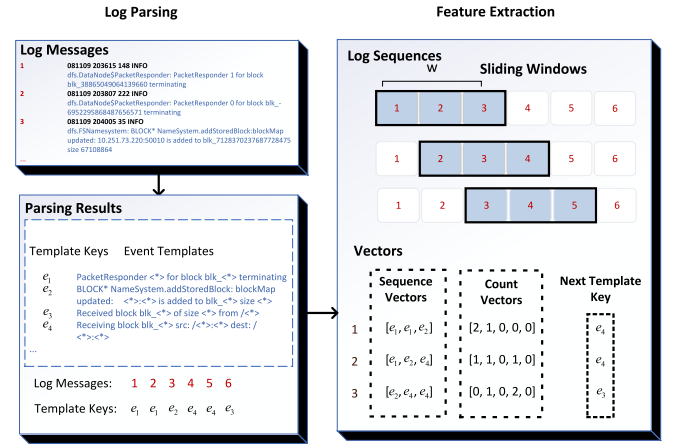 Log Parsing
Log Messages
1 081109 203615 148 INFO
dfs.DataNode$PacketResponder: PacketResponder 1 for block
blk_38865049064139660 terminating
2 081109 203807 222 INFO
dfs.DataNode$PacketResponder: PacketResponder 0 for block blk_-
6952295868487656571 terminating
3 081109 204005 35 INFO
dfs.FSNamesystem: BLOCK* NameSystem.addStoredBlock:blockMap
updated: 10.251.73.220:50010 is added to blk_7128370237687728475
size 67108864
...
Parsing Results
Template Keys Event Templates
e1 PacketResponder <*> for block blk_<*> terminating
e2 BLOCK* NameSystem.addStoredBlock: blockMap
updated: <*>:<*> is added to blk_<*> size <*>
e3 Received block blk_<*> of size <*> from /<*>
e4 Receiving block blk_<*> src: /<*>:<*> dest: /
<*>:<*>
...
Log Messages: 1 2 3 4 5 6
Template Keys: e1 e1 e2 e4 e4 e3
Feature Extraction
Log Sequences
W
Sliding Windows
1 2 3 4 5 6
1 2 3 4 5 6
1 2 3 4 5 6
Vectors
Sequence Vectors Count Vectors Next Template Key
1 [e1, e1, e2] [2, 1, 0, 0, 0] e4
2 [e1, e2, e4] [1, 1, 0, 1, 0] e4
3 [e2, e4, e4] [0, 1, 0, 2, 0] e3